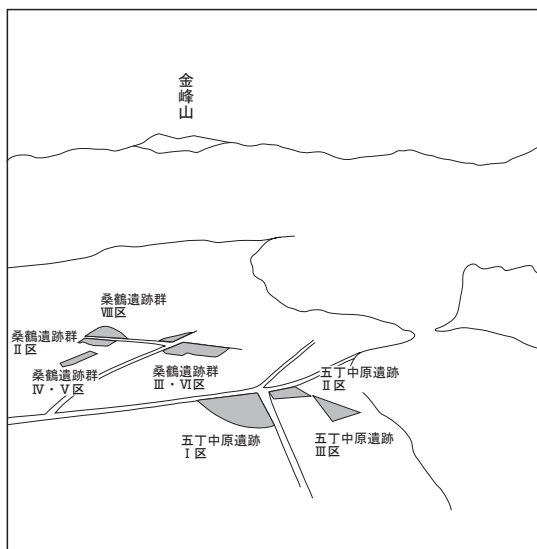 金峰山
桑鶴遺跡群
Ⅷ区
桑鶴遺跡群
Ⅱ区
桑鶴遺跡群
Ⅳ・Ⅴ区
桑鶴遺跡群
Ⅲ・Ⅵ区
五丁中原遺跡
Ⅱ区
五丁中原遺跡
Ⅰ区
五丁中原遺跡
Ⅲ区